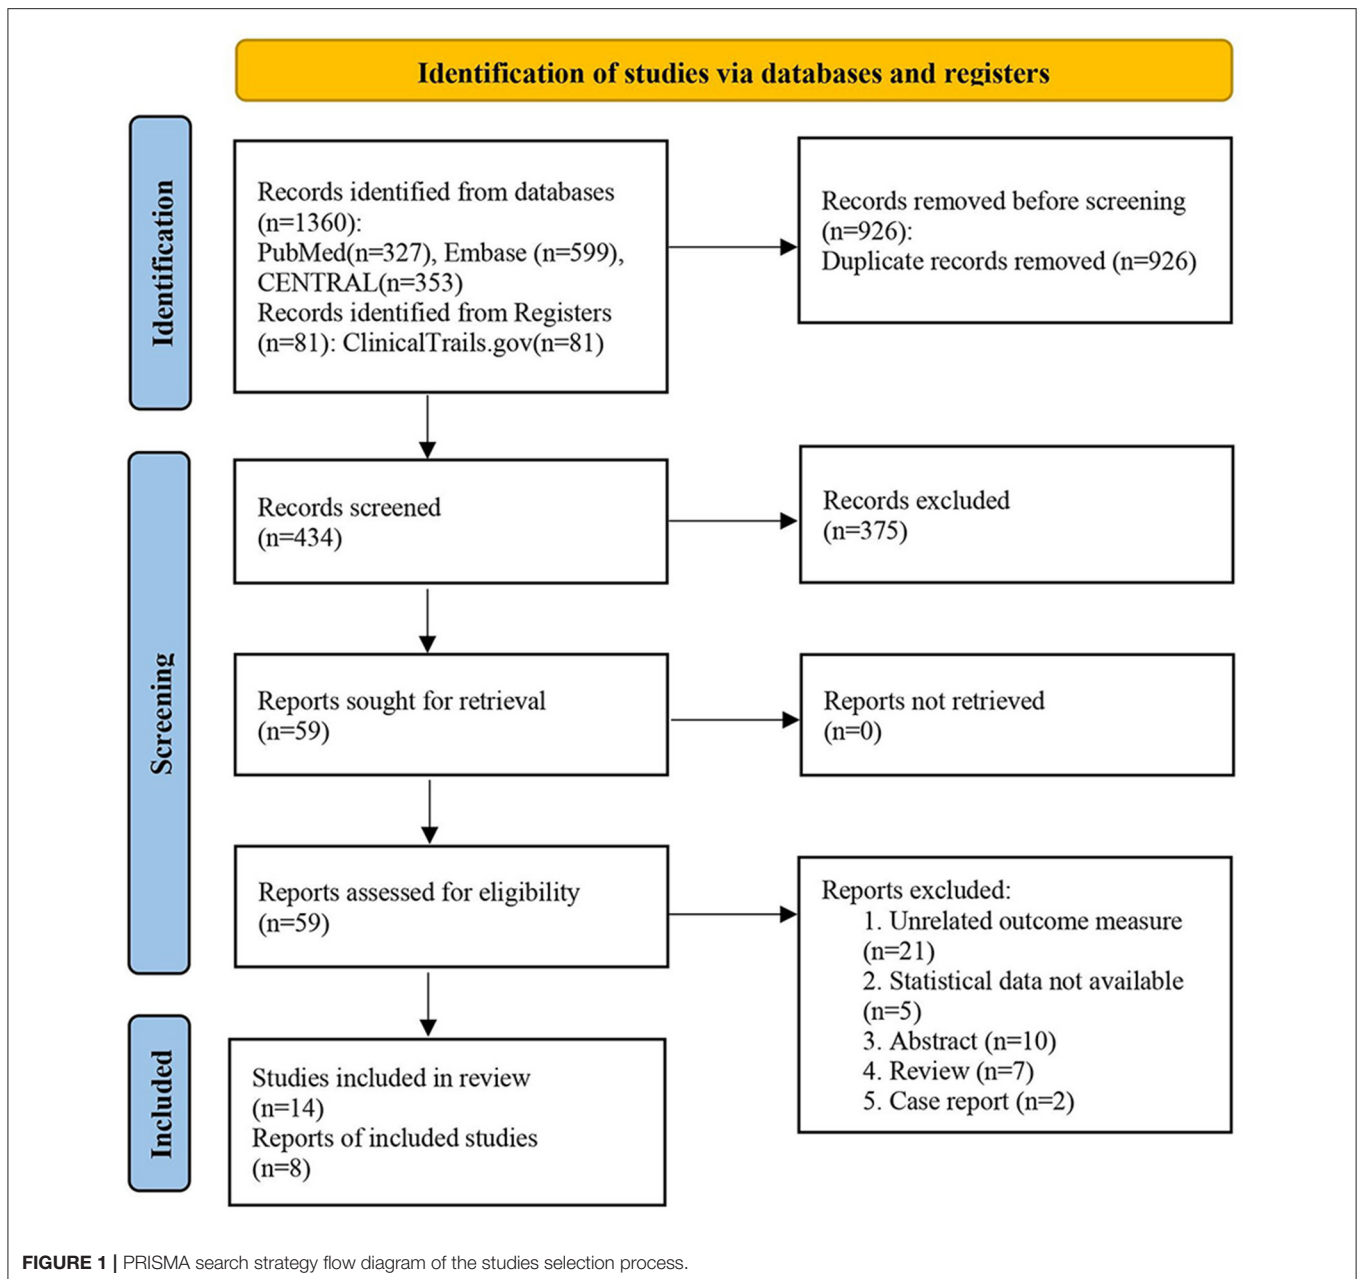 Identification of studies via databases and registers
Identification
Records identified from databases
(n=1360):
PubMed(n=327), Embase (n=599),
CENTRAL(n=353)
Records identified from Registers
(n=81): ClinicalTrails.gov(n=81)
Records removed before screening
(n=926):
Duplicate records removed (n=926)
Screening
Records screened
(n=434)
Records excluded
(n=375)
Reports sought for retrieval
(n=59)
Reports not retrieved
(n=0)
Reports assessed for eligibility
(n=59)
Reports excluded:
1. Unrelated outcome measure
(n=21)
2. Statistical data not available
(n=5)
3. Abstract (n=10)
4. Review (n=7)
5. Case report (n=2)
Included
Studies included in review
(n=14)
Reports of included studies
(n=8)
FIGURE 1 | PRISMA search strategy flow diagram of the studies selection process.